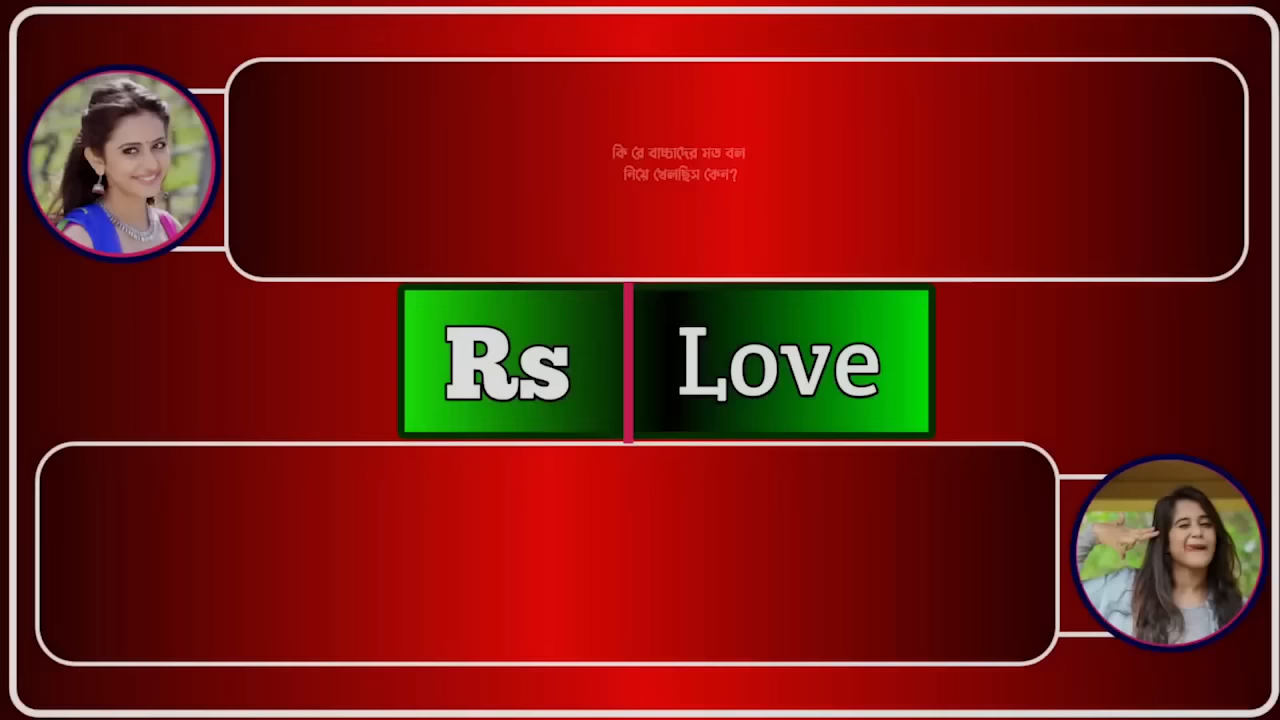 কি রে বাচ্চাদের মত বল
নিয়ে খেলছিস কেন?
Rs Love